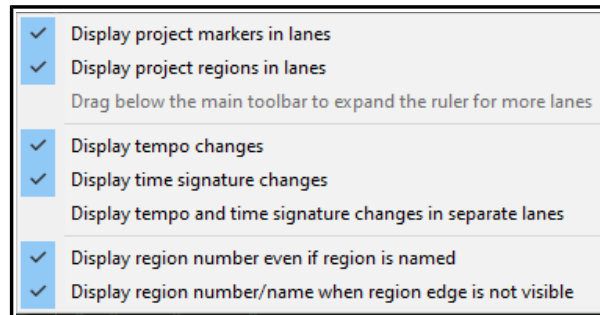 Display project markers in lanes
Display project regions in lanes
Drag below the main toolbar to expand the ruler for more lanes
Display tempo changes
Display time signature changes
Display tempo and time signature changes in separate lanes
Display region number even if region is named
Display region number/name when region edge is not visible